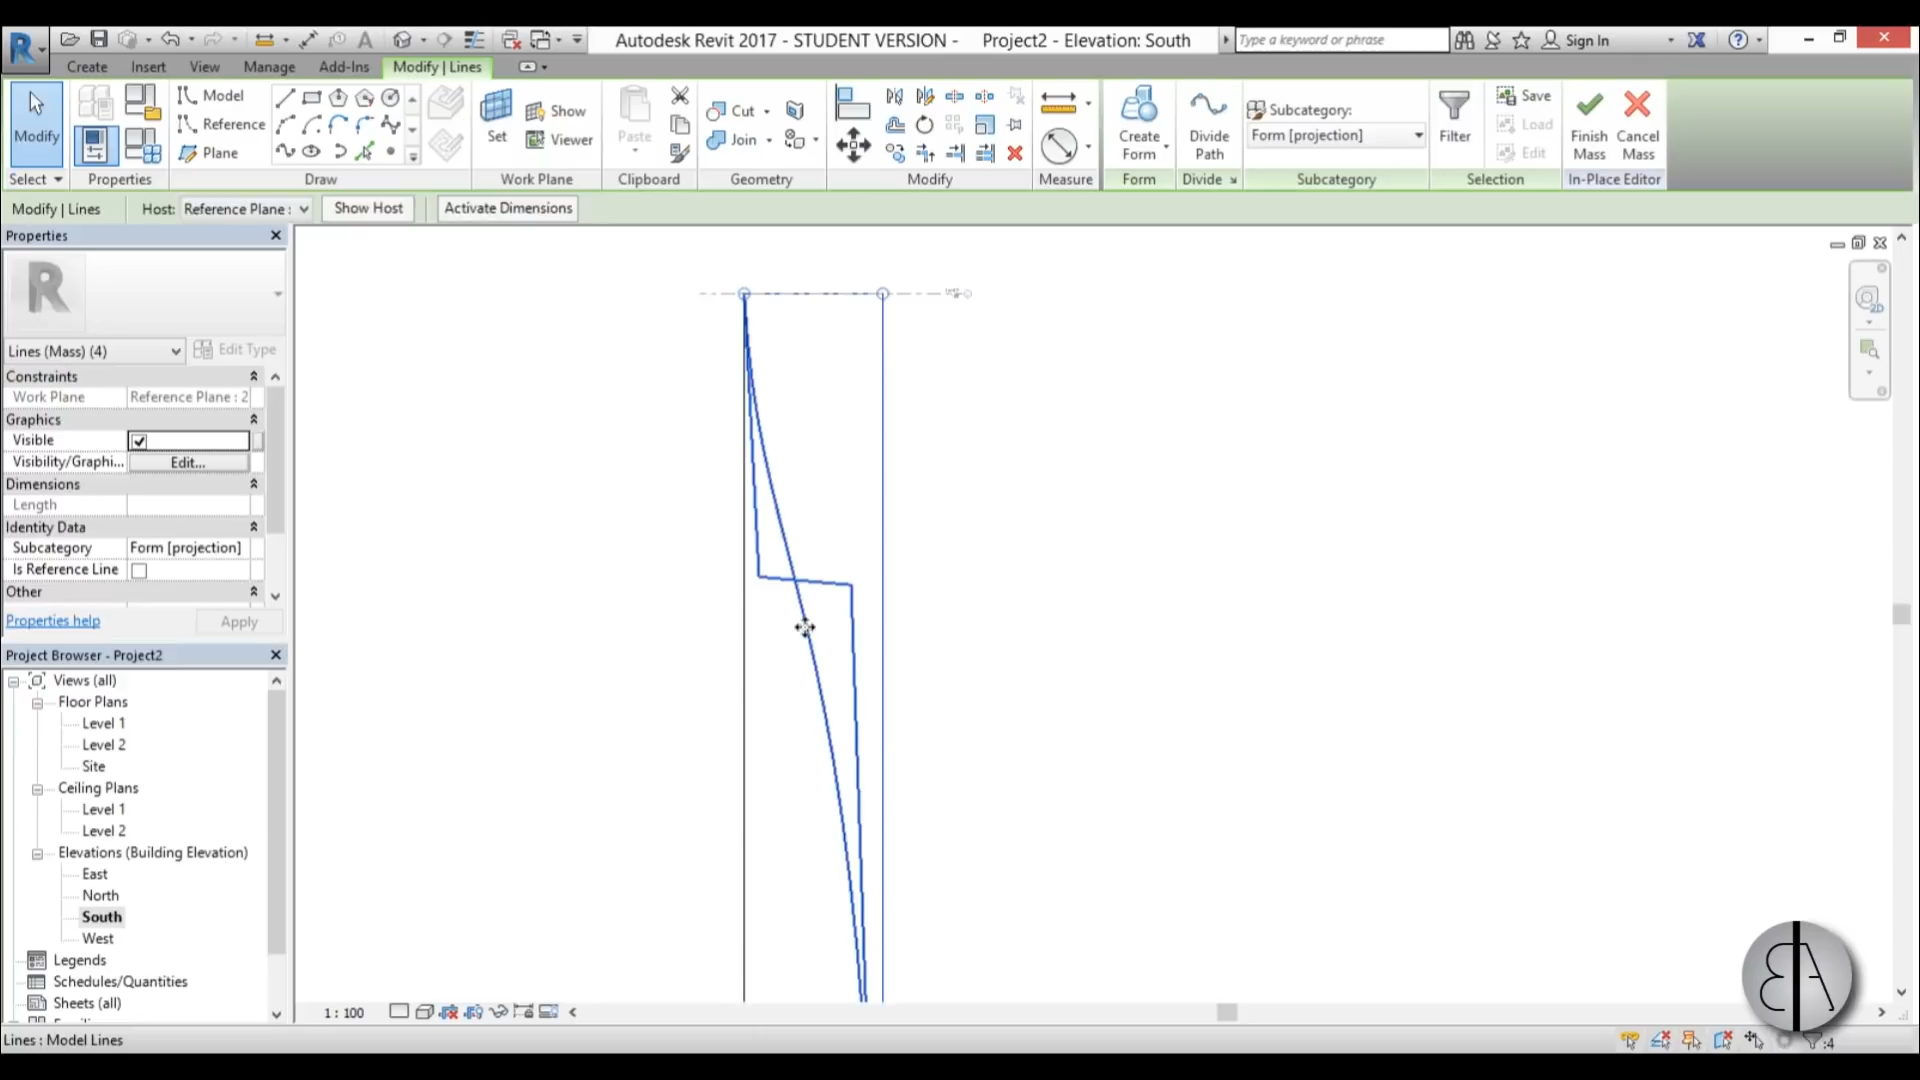 Autodesk Revit 2017 - STUDENT VERSION - Project2 - Elevation: South
Type a keyword or phrase
Sign In
Create Insert View Manage Add-Ins Modify | Lines
Modify
Select
Properties
Model
Reference
Plane
Draw
Set
Show
Viewer
Work Plane
Paste
Clipboard
Cut
Join
Geometry
Modify
Measure
Create Form
Form
Divide Path
Divide
Subcategory:
Form [projection]
Subcategory
Filter
Save
Load
Edit
Selection
Finish Mass
Cancel Mass
In-Place Editor
Modify | Lines
Host: Reference Plane :
Show Host
Activate Dimensions
Properties
R
Lines (Mass) (4)
Edit Type
Constraints
Work Plane Reference Plane : 2
Graphics
Visible
Visibility/Graphi... Edit...
Dimensions
Length
Identity Data
Subcategory Form [projection]
Is Reference Line
Other
Properties help
Apply
Project Browser - Project2
Views (all)
Floor Plans
Level 1
Level 2
Site
Ceiling Plans
Level 1
Level 2
Elevations (Building Elevation)
East
North
South
West
Legends
Schedules/Quantities
Sheets (all)
1 : 100
2D
Lines : Model Lines
:4